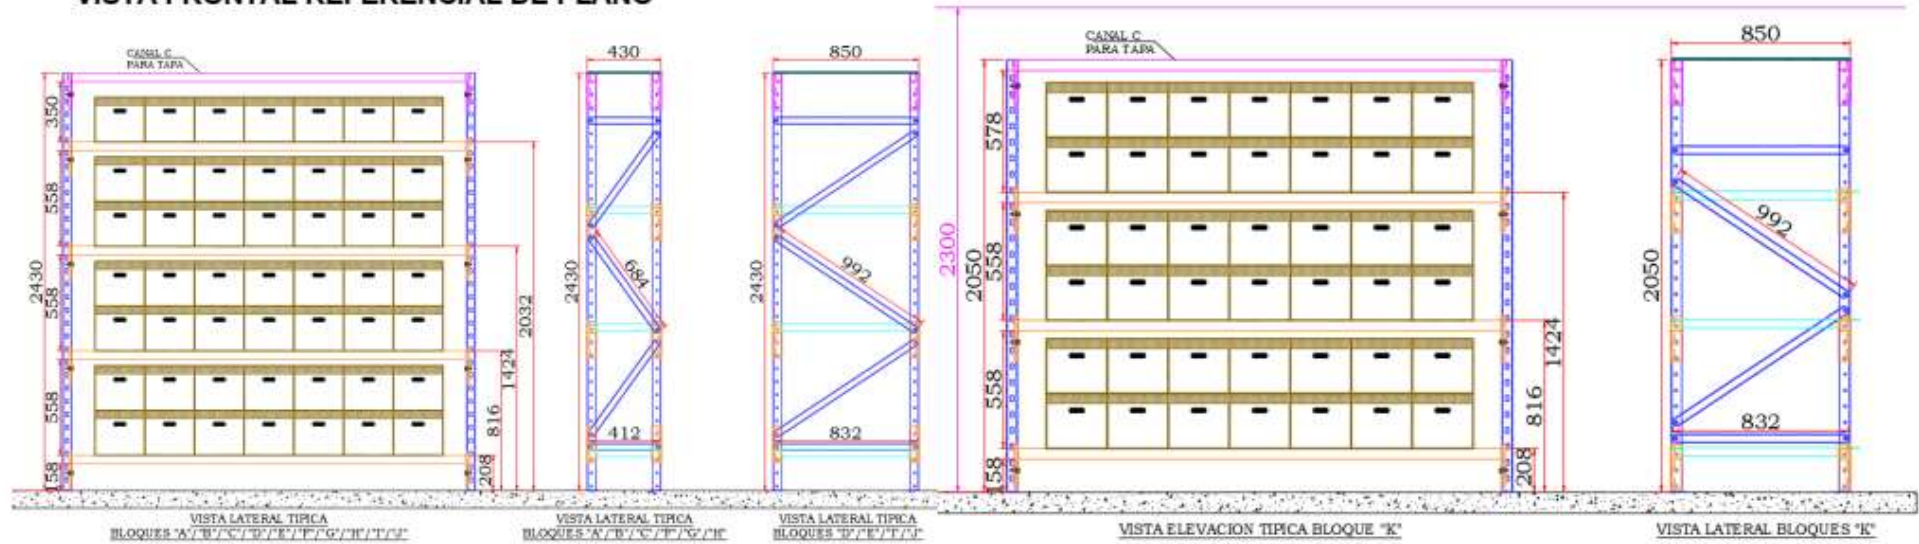 VISTA FRONTAL REFERENCIAL DE PLANO
CANAL C
PARA TAPA
350
558
558
558
158
2430
2032
1424
816
208
430
2430
684
412
850
2430
992
832
VISTA LATERAL TIPICA
BLOQUES "A"/"B"/"C"/"D"/"E"/"F"/"G"/"H"/"I"/"J"
VISTA LATERAL TIPICA
BLOQUES "A"/"B"/"C"/"F"/"G"/"H"
VISTA LATERAL TIPICA
BLOQUES "D"/"E"/"I"/"J"
2300
CANAL C
PARA TAPA
578
558
558
158
2050
1424
816
208
850
2050
992
832
VISTA ELEVACION TIPICA BLOQUE "K"
VISTA LATERAL BLOQUES "K"